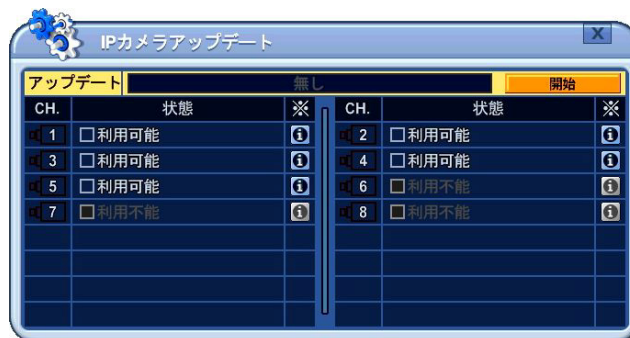 IPカメラアップデート X
アップデート 無し 開始
CH. 状態 ※ CH. 状態 ※
1 利用可能 2 利用可能
3 利用可能 4 利用可能
5 利用可能 6 利用不能
7 利用不能 8 利用不能